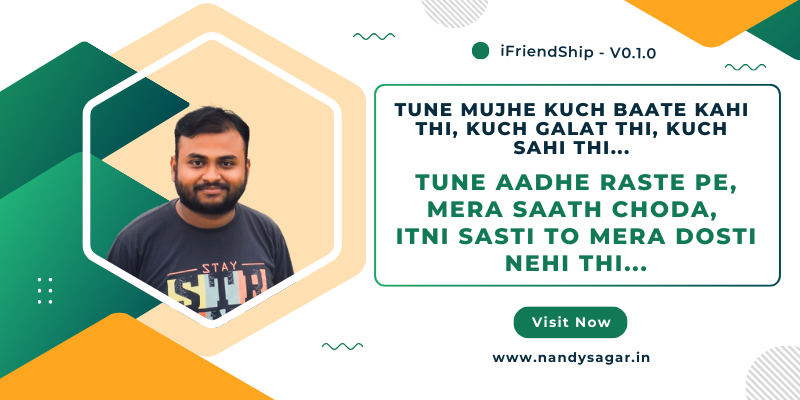 iFriendShip - V0.1.0
TUNE MUJHE KUCH BAATE KAHI
THI, KUCH GALAT THI, KUCH
SAHI THI...
TUNE AADHE RASTE PE,
MERA SAATH CHODA,
ITNI SASTI TO MERA DOSTI
NEHI THI...
STAY
Visit Now
www.nandysagar.in